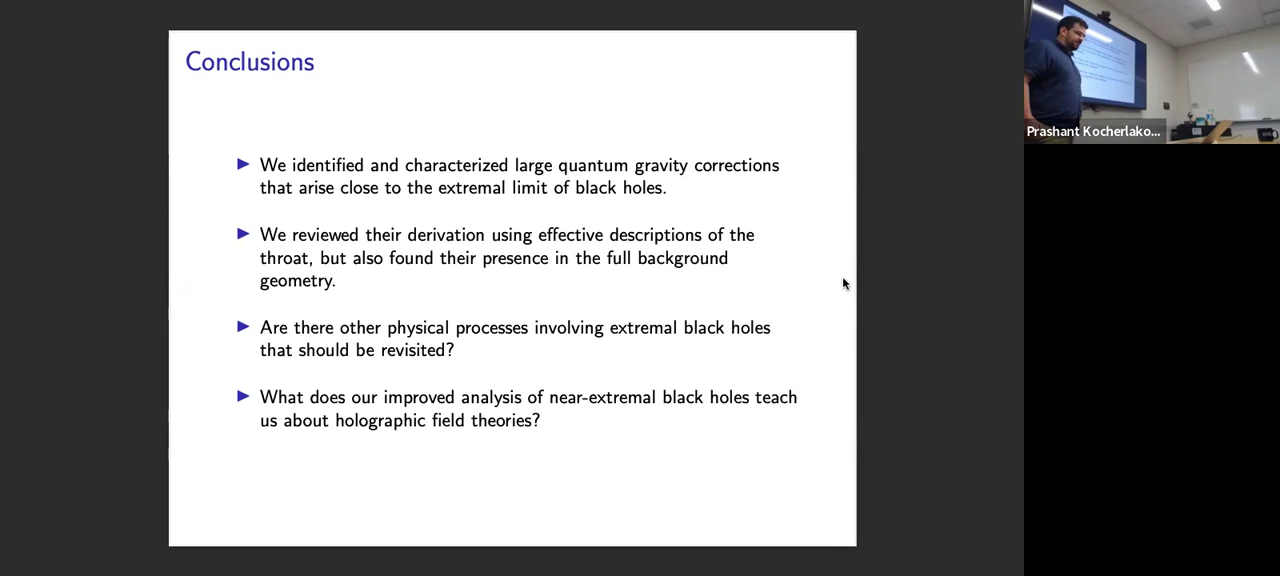 Conclusions
We identified and characterized large quantum gravity corrections
that arise close to the extremal limit of black holes.
We reviewed their derivation using effective descriptions of the
throat, but also found their presence in the full background
geometry.
Are there other physical processes involving extremal black holes
that should be revisited?
What does our improved analysis of near-extremal black holes teach
us about holographic field theories?
Prashant Kocherlako...